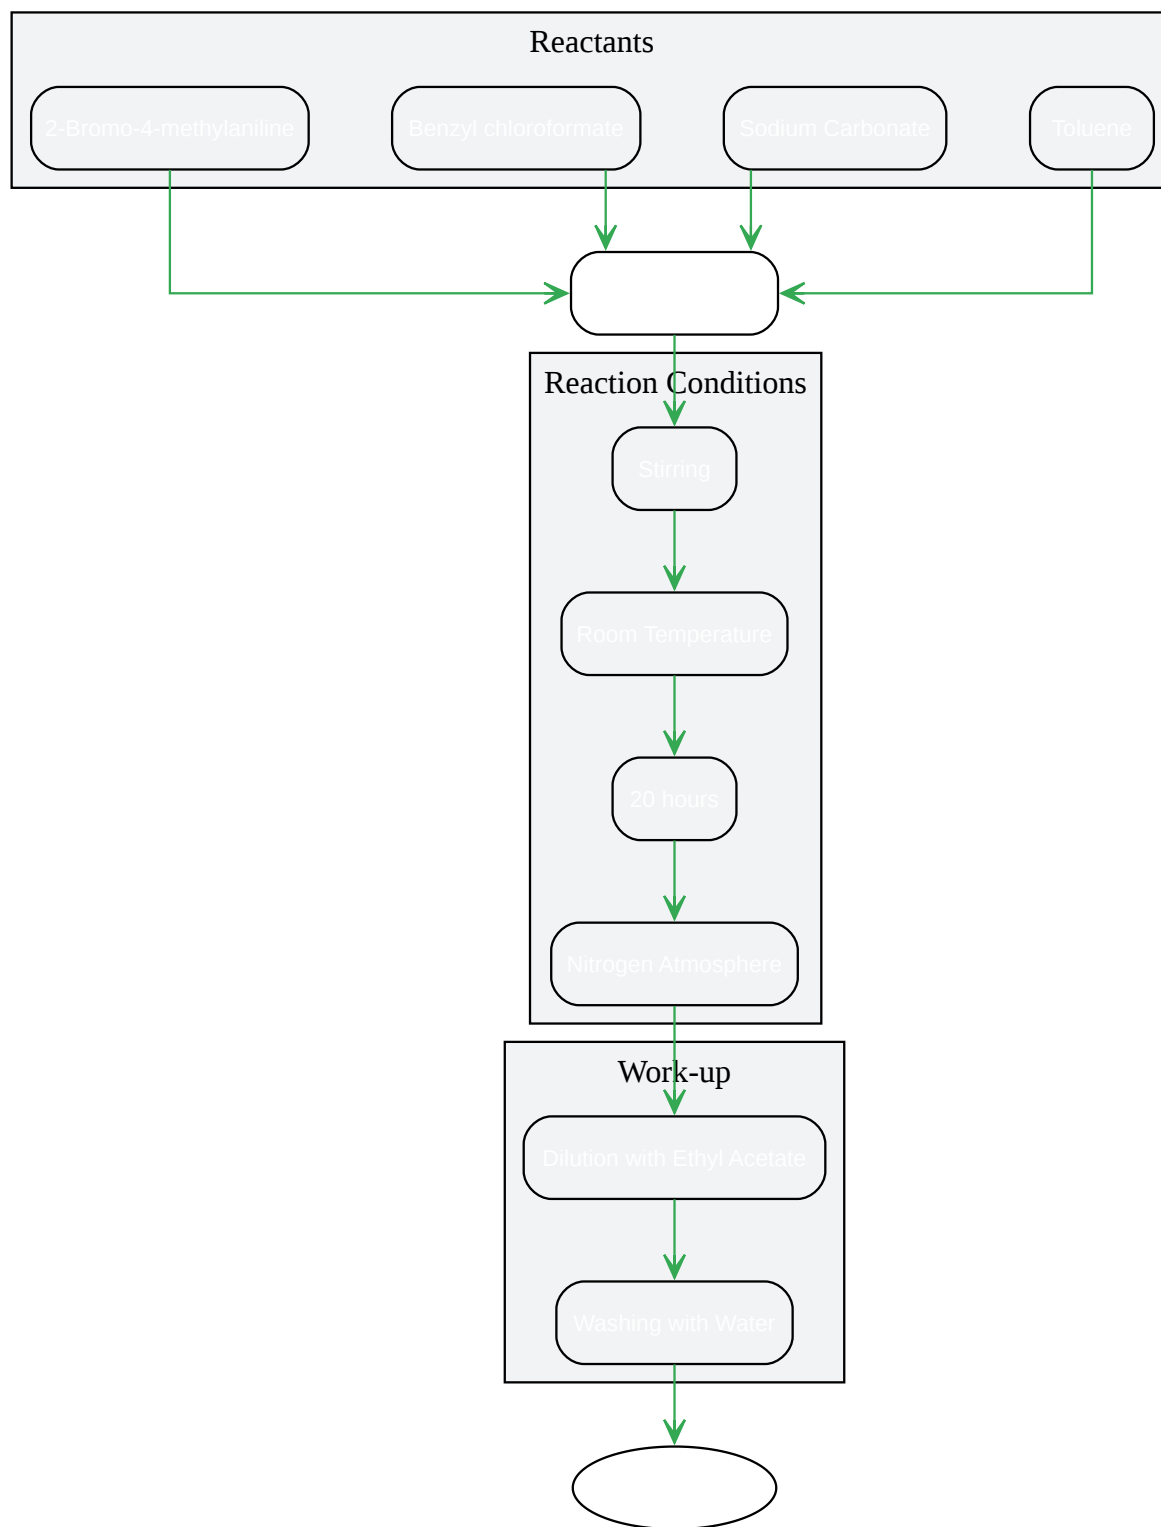 Reactants
2-Bromo-4-methylaniline
Benzyl chloroformate
Sodium Carbonate
Toluene
Reaction Conditions
Stirring
Room Temperature
20 hours
Nitrogen Atmosphere
Work-up
Dilution with Ethyl Acetate
Washing with Water